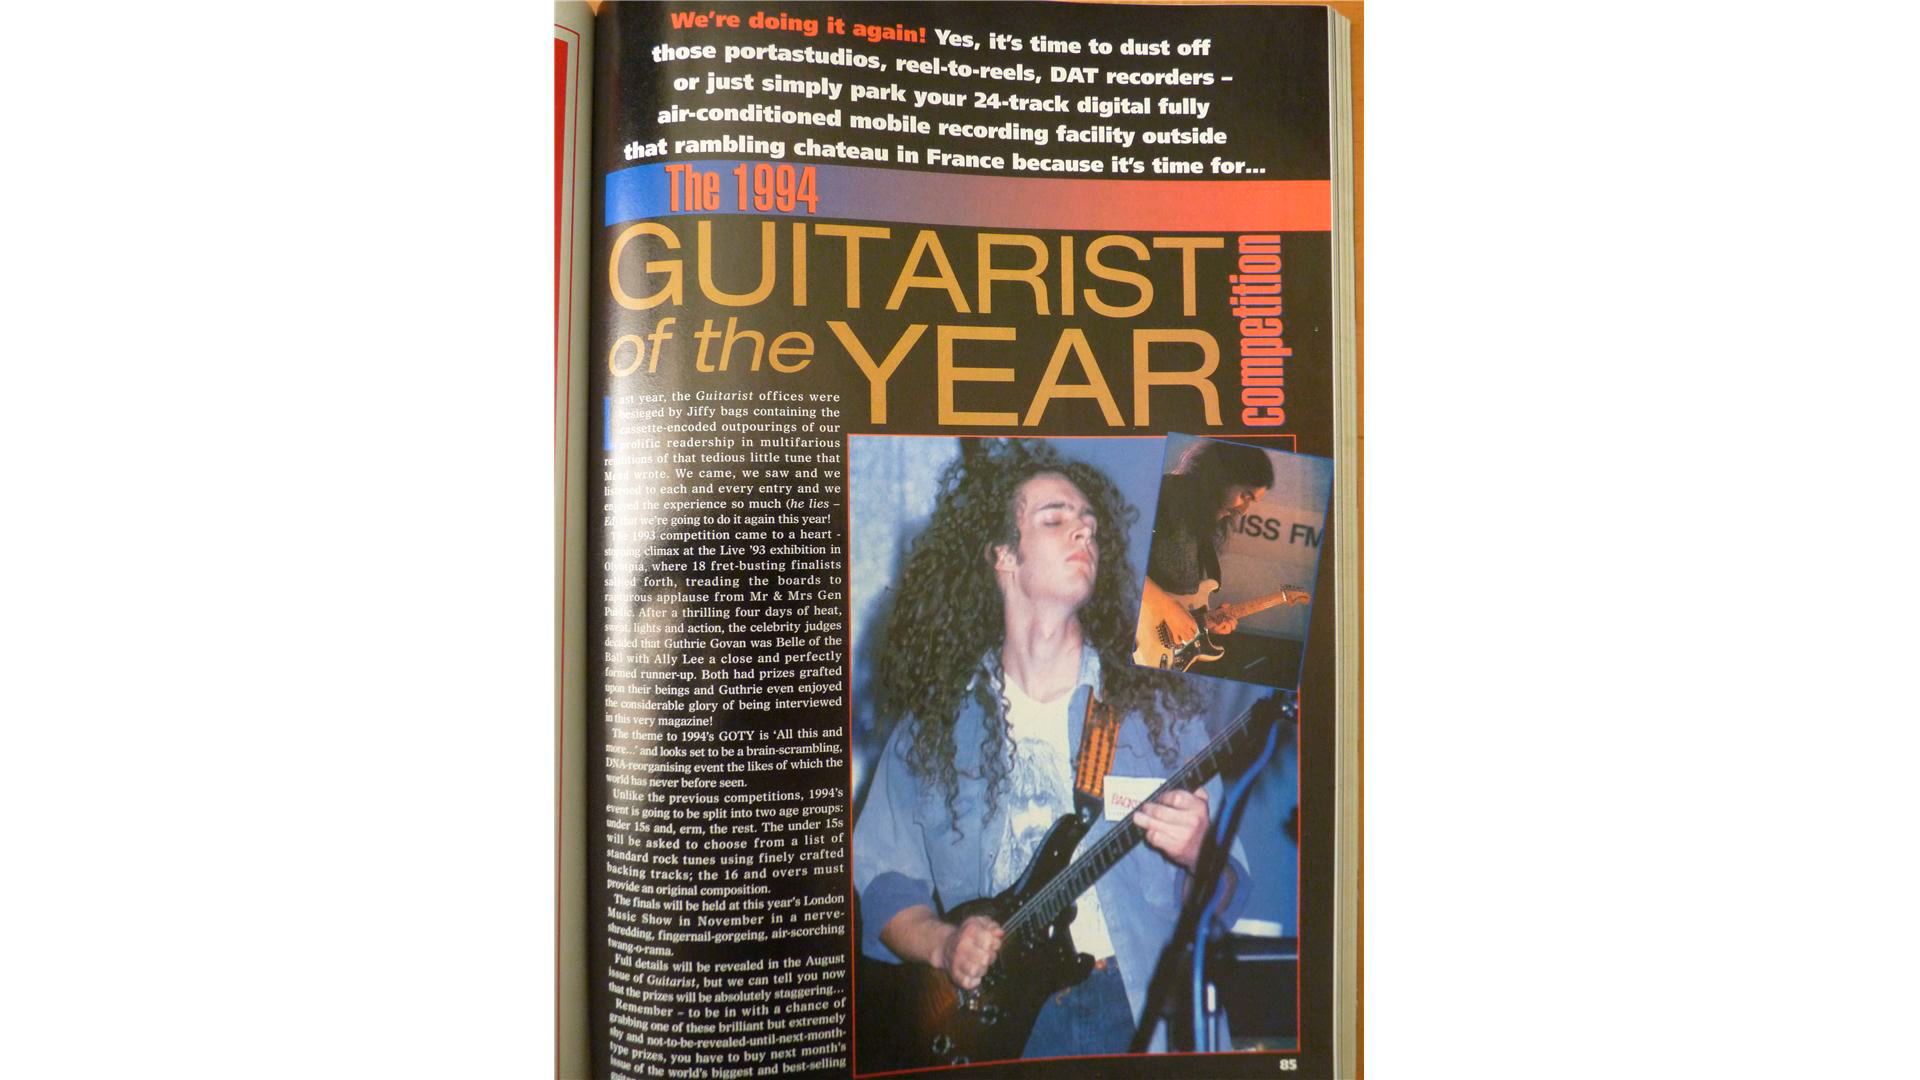 We're doing it again! Yes, it's time to dust off
those portastudios, reel-to-reels, DAT recorders –
or just simply park your 24-track digital fully
air-conditioned mobile recording facility outside
that rambling chateau in France because it's time for...
The 1994
GUITARIST
of the YEAR
competition
year, the Guitarist offices were
besieged by Jiffy bags containing the
cassette-encoded outpourings of our
prolific readership in multifarious
renditions of that tedious little tune that
wrote. We came, we saw and we
listened to each and every entry and we
enjoyed the experience so much (he lies –
Ed) that we're going to do it again this year!
The 1993 competition came to a heart -
stopping climax at the Live '93 exhibition in
Olympia, where 18 fret-busting finalists
sallied forth, treading the boards to
rapturous applause from Mr & Mrs Gen
Public. After a thrilling four days of heat,
sweat, lights and action, the celebrity judges
decided that Guthrie Govan was Belle of the
Ball with Ally Lee a close and perfectly
formed runner-up. Both had prizes grafted
upon their beings and Guthrie even enjoyed
the considerable glory of being interviewed
in this very magazine!
The theme to 1994's GOTY is 'All this and
more...' and looks set to be a brain-scrambling,
DNA-reorganising event the likes of which the
world has never before seen.
Unlike the previous competitions, 1994's
event is going to be split into two age groups:
under 15s and, erm, the rest. The under 15s
will be asked to choose from a list of
standard rock tunes using finely crafted
backing tracks; the 16 and overs must
provide an original composition.
The finals will be held at this year's London
Music Show in November in a nerve-
shredding, fingernail-gorgeing, air-scorching
twang-o-rama.
Full details will be revealed in the August
issue of Guitarist, but we can tell you now
that the prizes will be absolutely staggering...
Remember – to be in with a chance of
grabbing one of these brilliant but extremely
shy and not-to-be-revealed-until-next-month-
type prizes, you have to buy next month's
issue of the world's biggest and best-selling
KISS FM
85